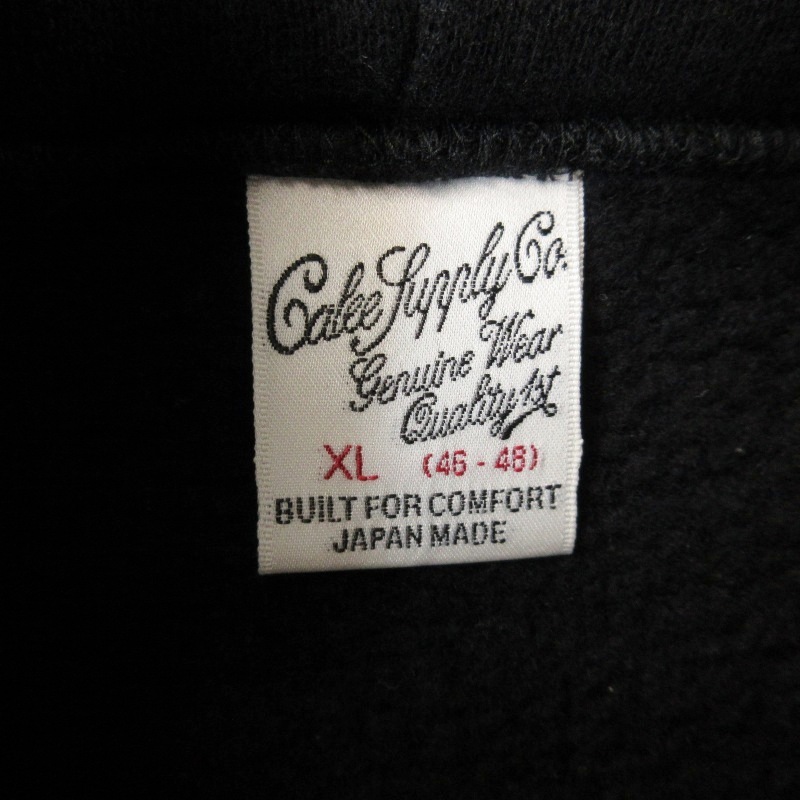 Calee Supply Co.
Genuine Wear
Quality 1st
XL (46-48)
BUILT FOR COMFORT
JAPAN MADE